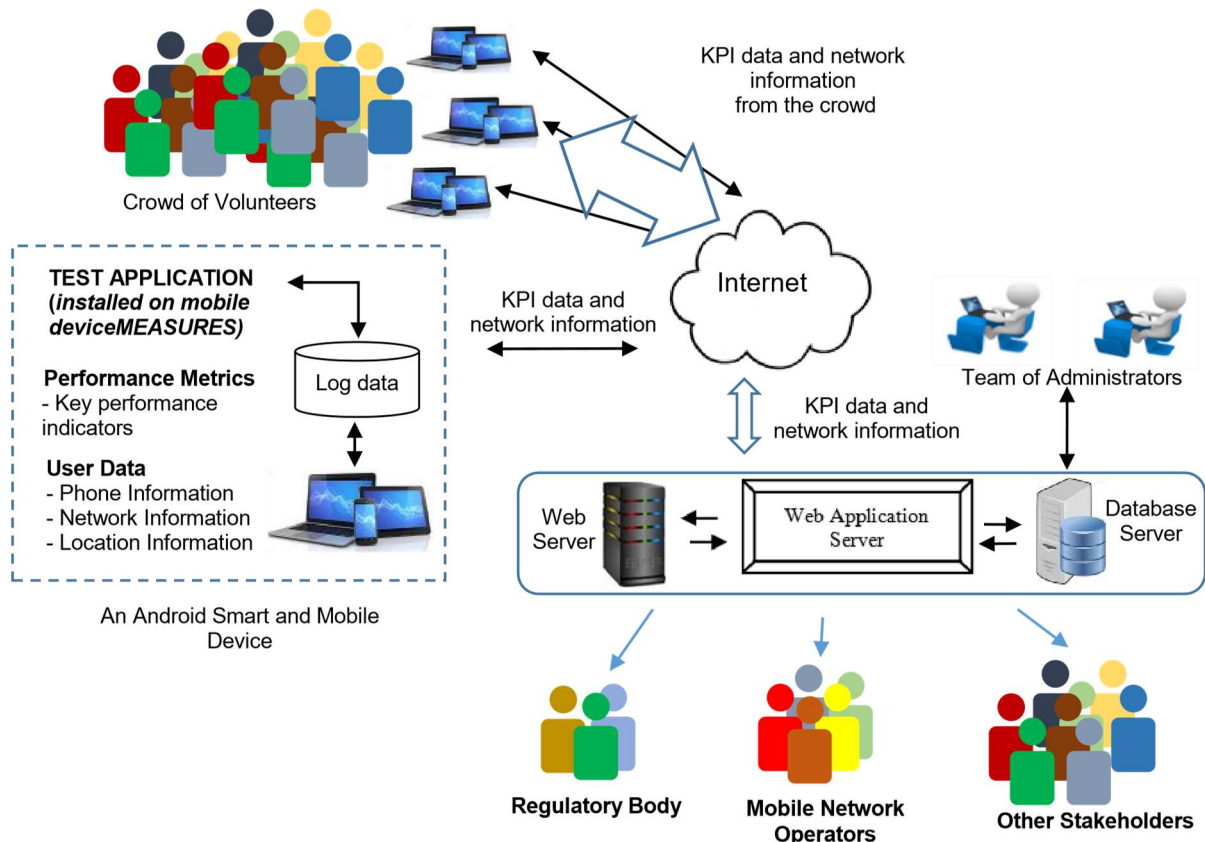 KPI data and network
information
from the crowd
Crowd of Volunteers
Internet
TEST APPLICATION
(installed on mobile
deviceMEASURES)
Performance Metrics
- Key performance
indicators
User Data
- Phone Information
- Network Information
- Location Information
Log data
An Android Smart and Mobile
Device
KPI data and
network information
Team of Administrators
KPI data and
network information
Web
Server
Web Application
Server
Database
Server
Regulatory Body
Mobile Network
Operators
Other Stakeholders